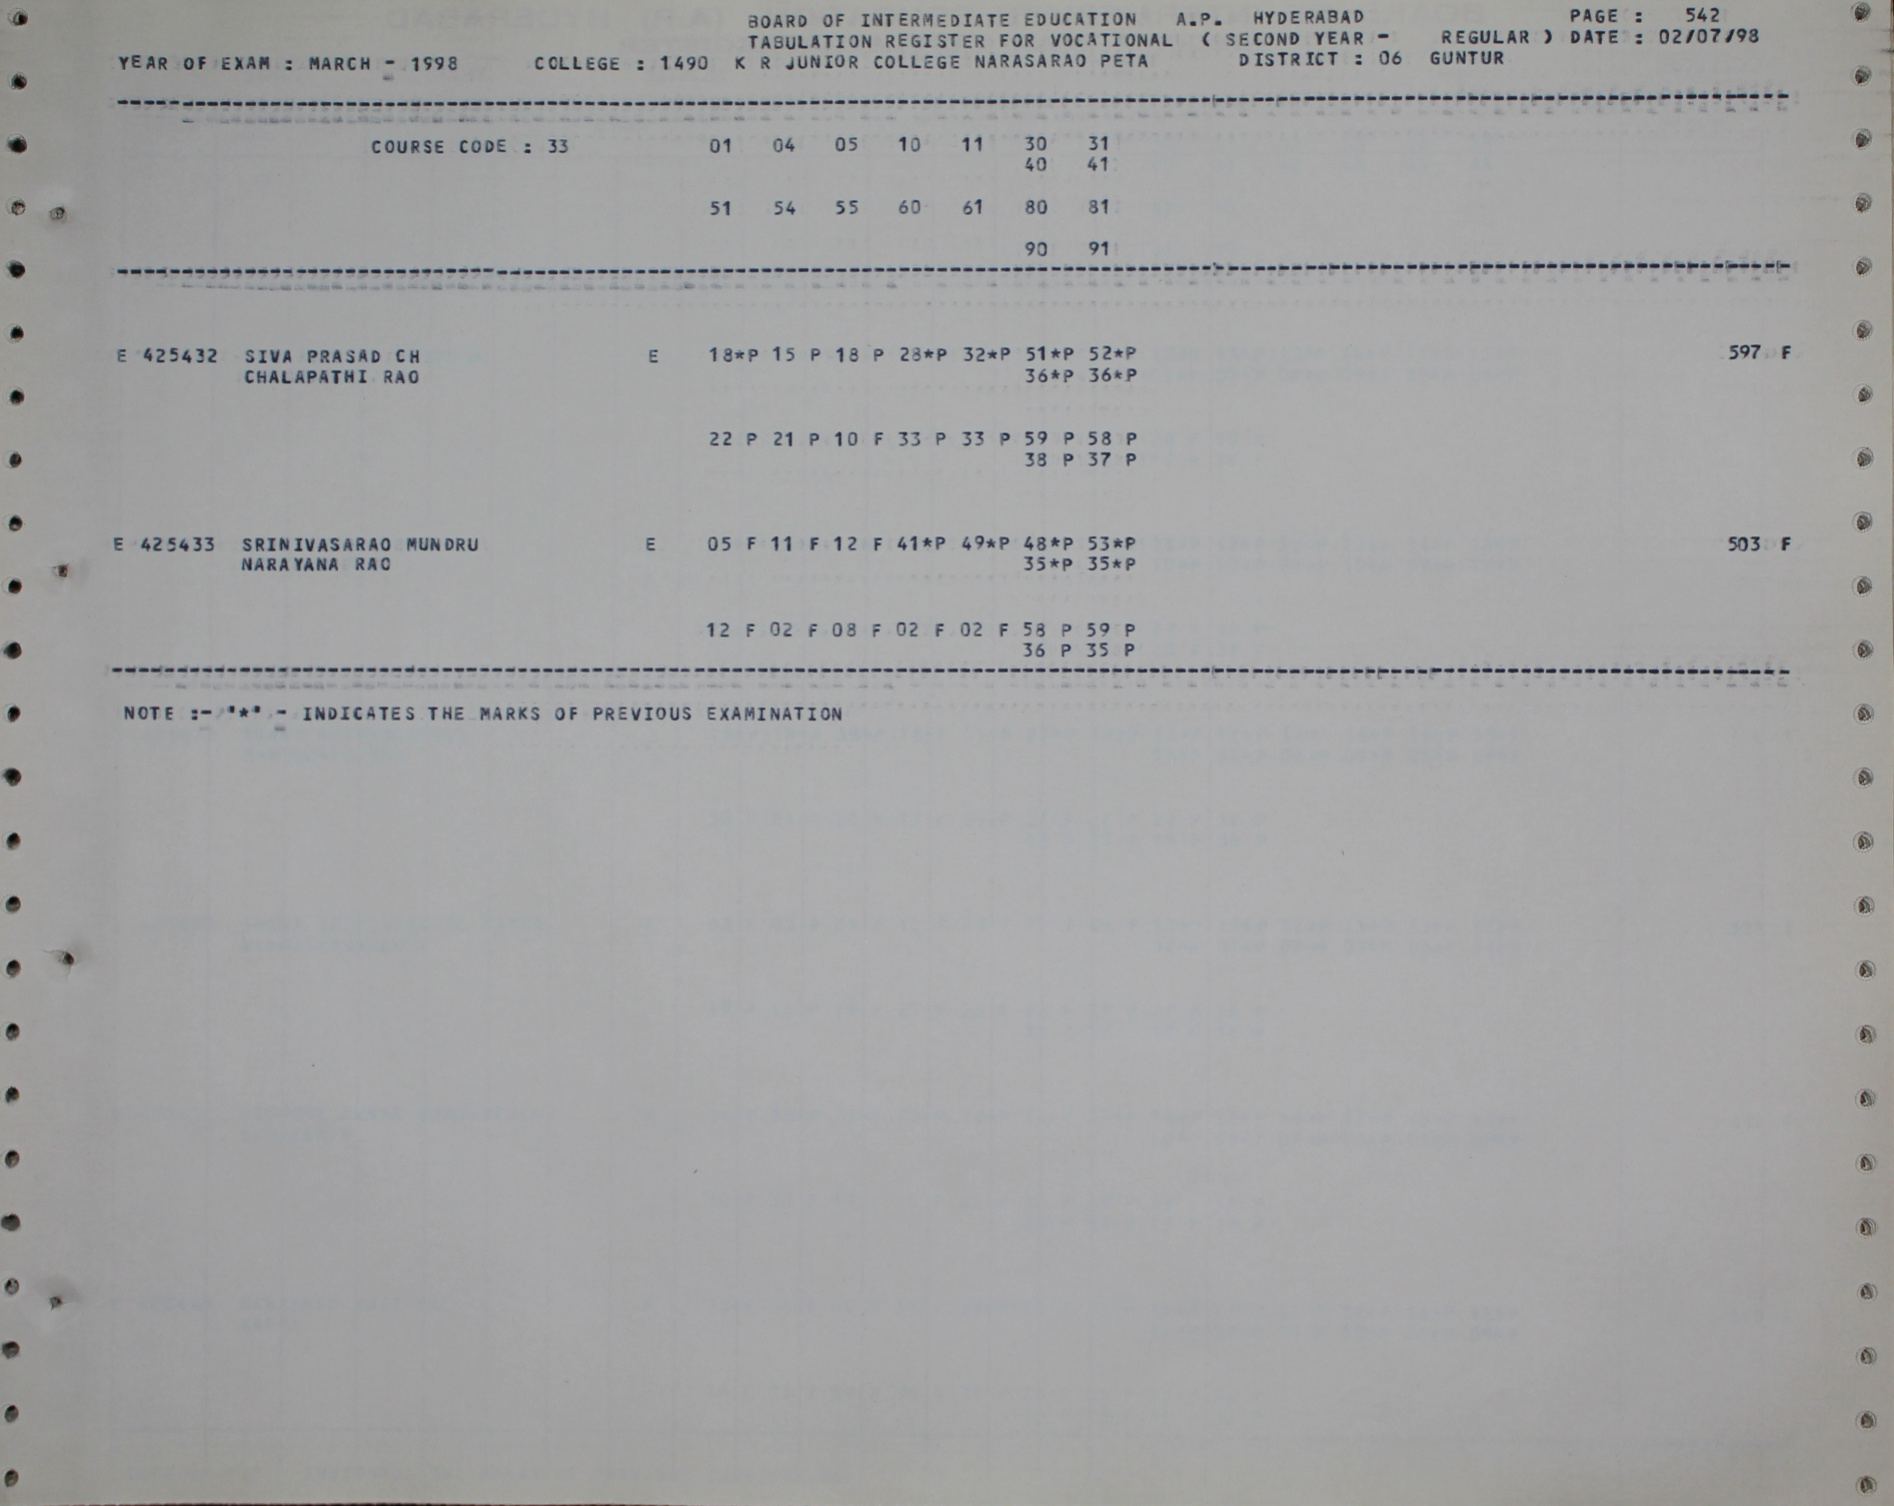 BOARD OF INTERMEDIATE EDUCATION A.P. HYDERABAD PAGE : 542
TABULATION REGISTER FOR VOCATIONAL ( SECOND YEAR - REGULAR ) DATE : 02/07/98
YEAR OF EXAM : MARCH - 1998 COLLEGE : 1490 K R JUNIOR COLLEGE NARASARAO PETA DISTRICT : 06 GUNTUR
COURSE CODE : 33 01 04 05 10 11 30 31
40 41
51 54 55 60 61 80 81
90 91
E 425432 SIVA PRASAD CH E 18*P 15 P 18 P 28*P 32*P 51*P 52*P 597 F
CHALAPATHI RAO 36*P 36*P
22 P 21 P 10 F 33 P 33 P 59 P 58 P
38 P 37 P
E 425433 SRINIVASARAO MUNDRU E 05 F 11 F 12 F 41*P 49*P 48*P 53*P 503 F
NARAYANA RAO 35*P 35*P
12 F 02 F 08 F 02 F 02 F 58 P 59 P
36 P 35 P
NOTE :- "*" - INDICATES THE MARKS OF PREVIOUS EXAMINATION